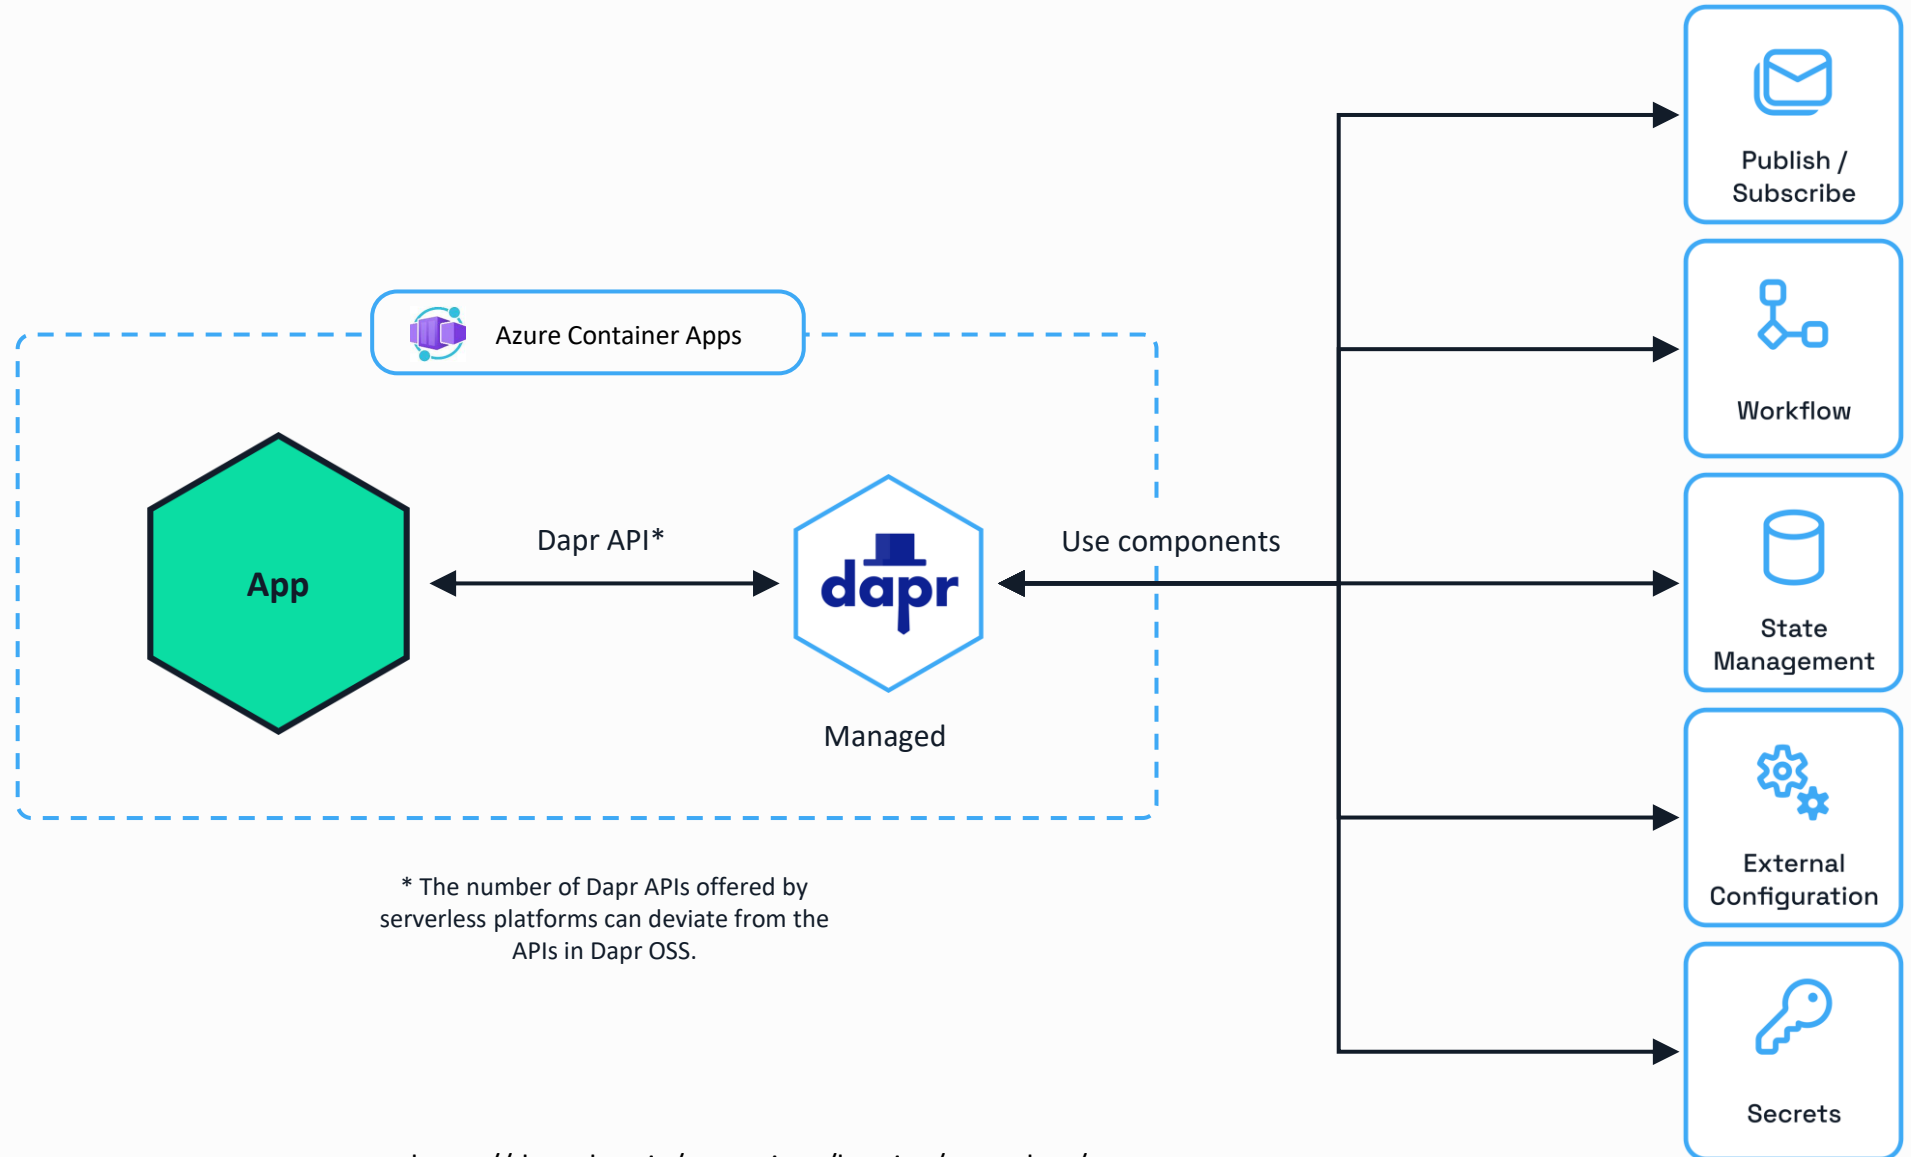 Publish /
Subscribe
Azure Container Apps
Workflow
App
Dapr API*
dapr
Use components
Managed
State
Management
External
Configuration
* The number of Dapr APIs offered by
serverless platforms can deviate from the
APIs in Dapr OSS.
Secrets